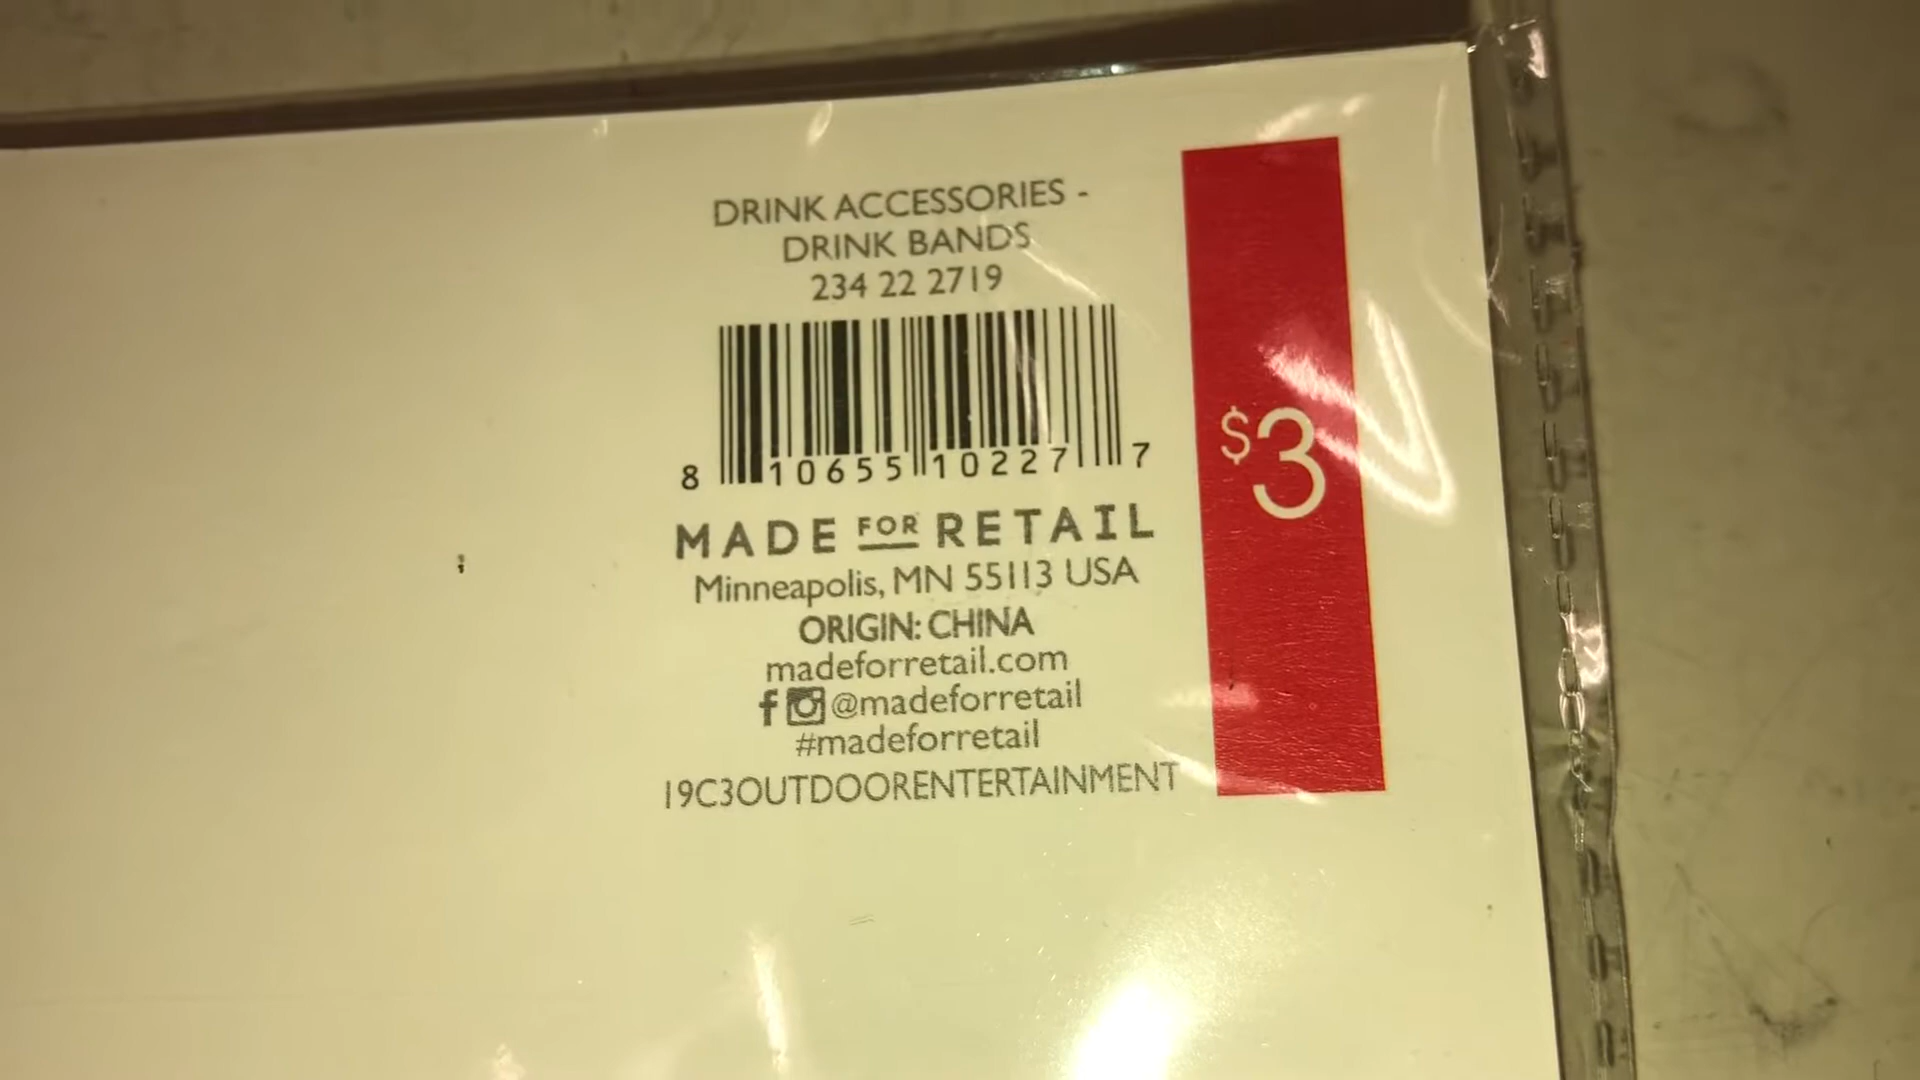 DRINK ACCESSORIES -
DRINK BANDS
234 22 2719
8 10655 10227 7
MADE FOR RETAIL
Minneapolis, MN 55113 USA
ORIGIN: CHINA
madeforretail.com
@madeforretail
#madeforretail
19C3OUTDOORENTERTAINMENT
$3